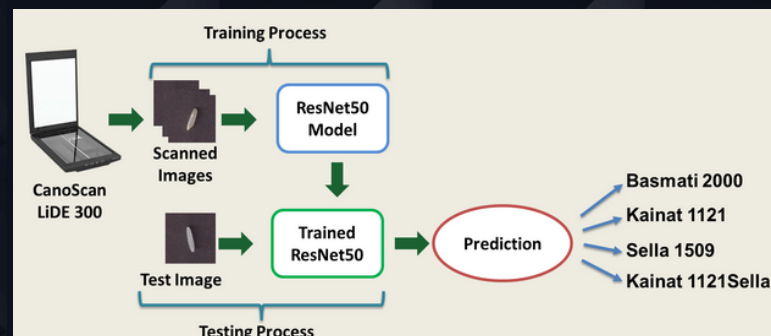 Training Process
ResNet50
Model
Scanned
Images
CanoScan
LiDE 300
Basmati 2000
Kainat 1121
Trained
ResNet50
Prediction
Sella 1509
Test Image
Kainat 1121Sella
Testing Process